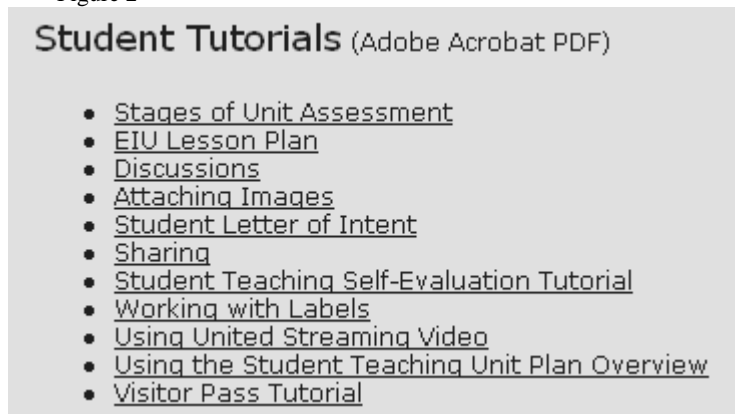 Figure 2
Student Tutorials (Adobe Acrobat PDF)
• Stages of Unit Assessment
• EIU Lesson Plan
• Discussions
• Attaching Images
• Student Letter of Intent
• Sharing
• Student Teaching Self-Evaluation Tutorial
• Working with Labels
• Using United Streaming Video
• Using the Student Teaching Unit Plan Overview
• Visitor Pass Tutorial